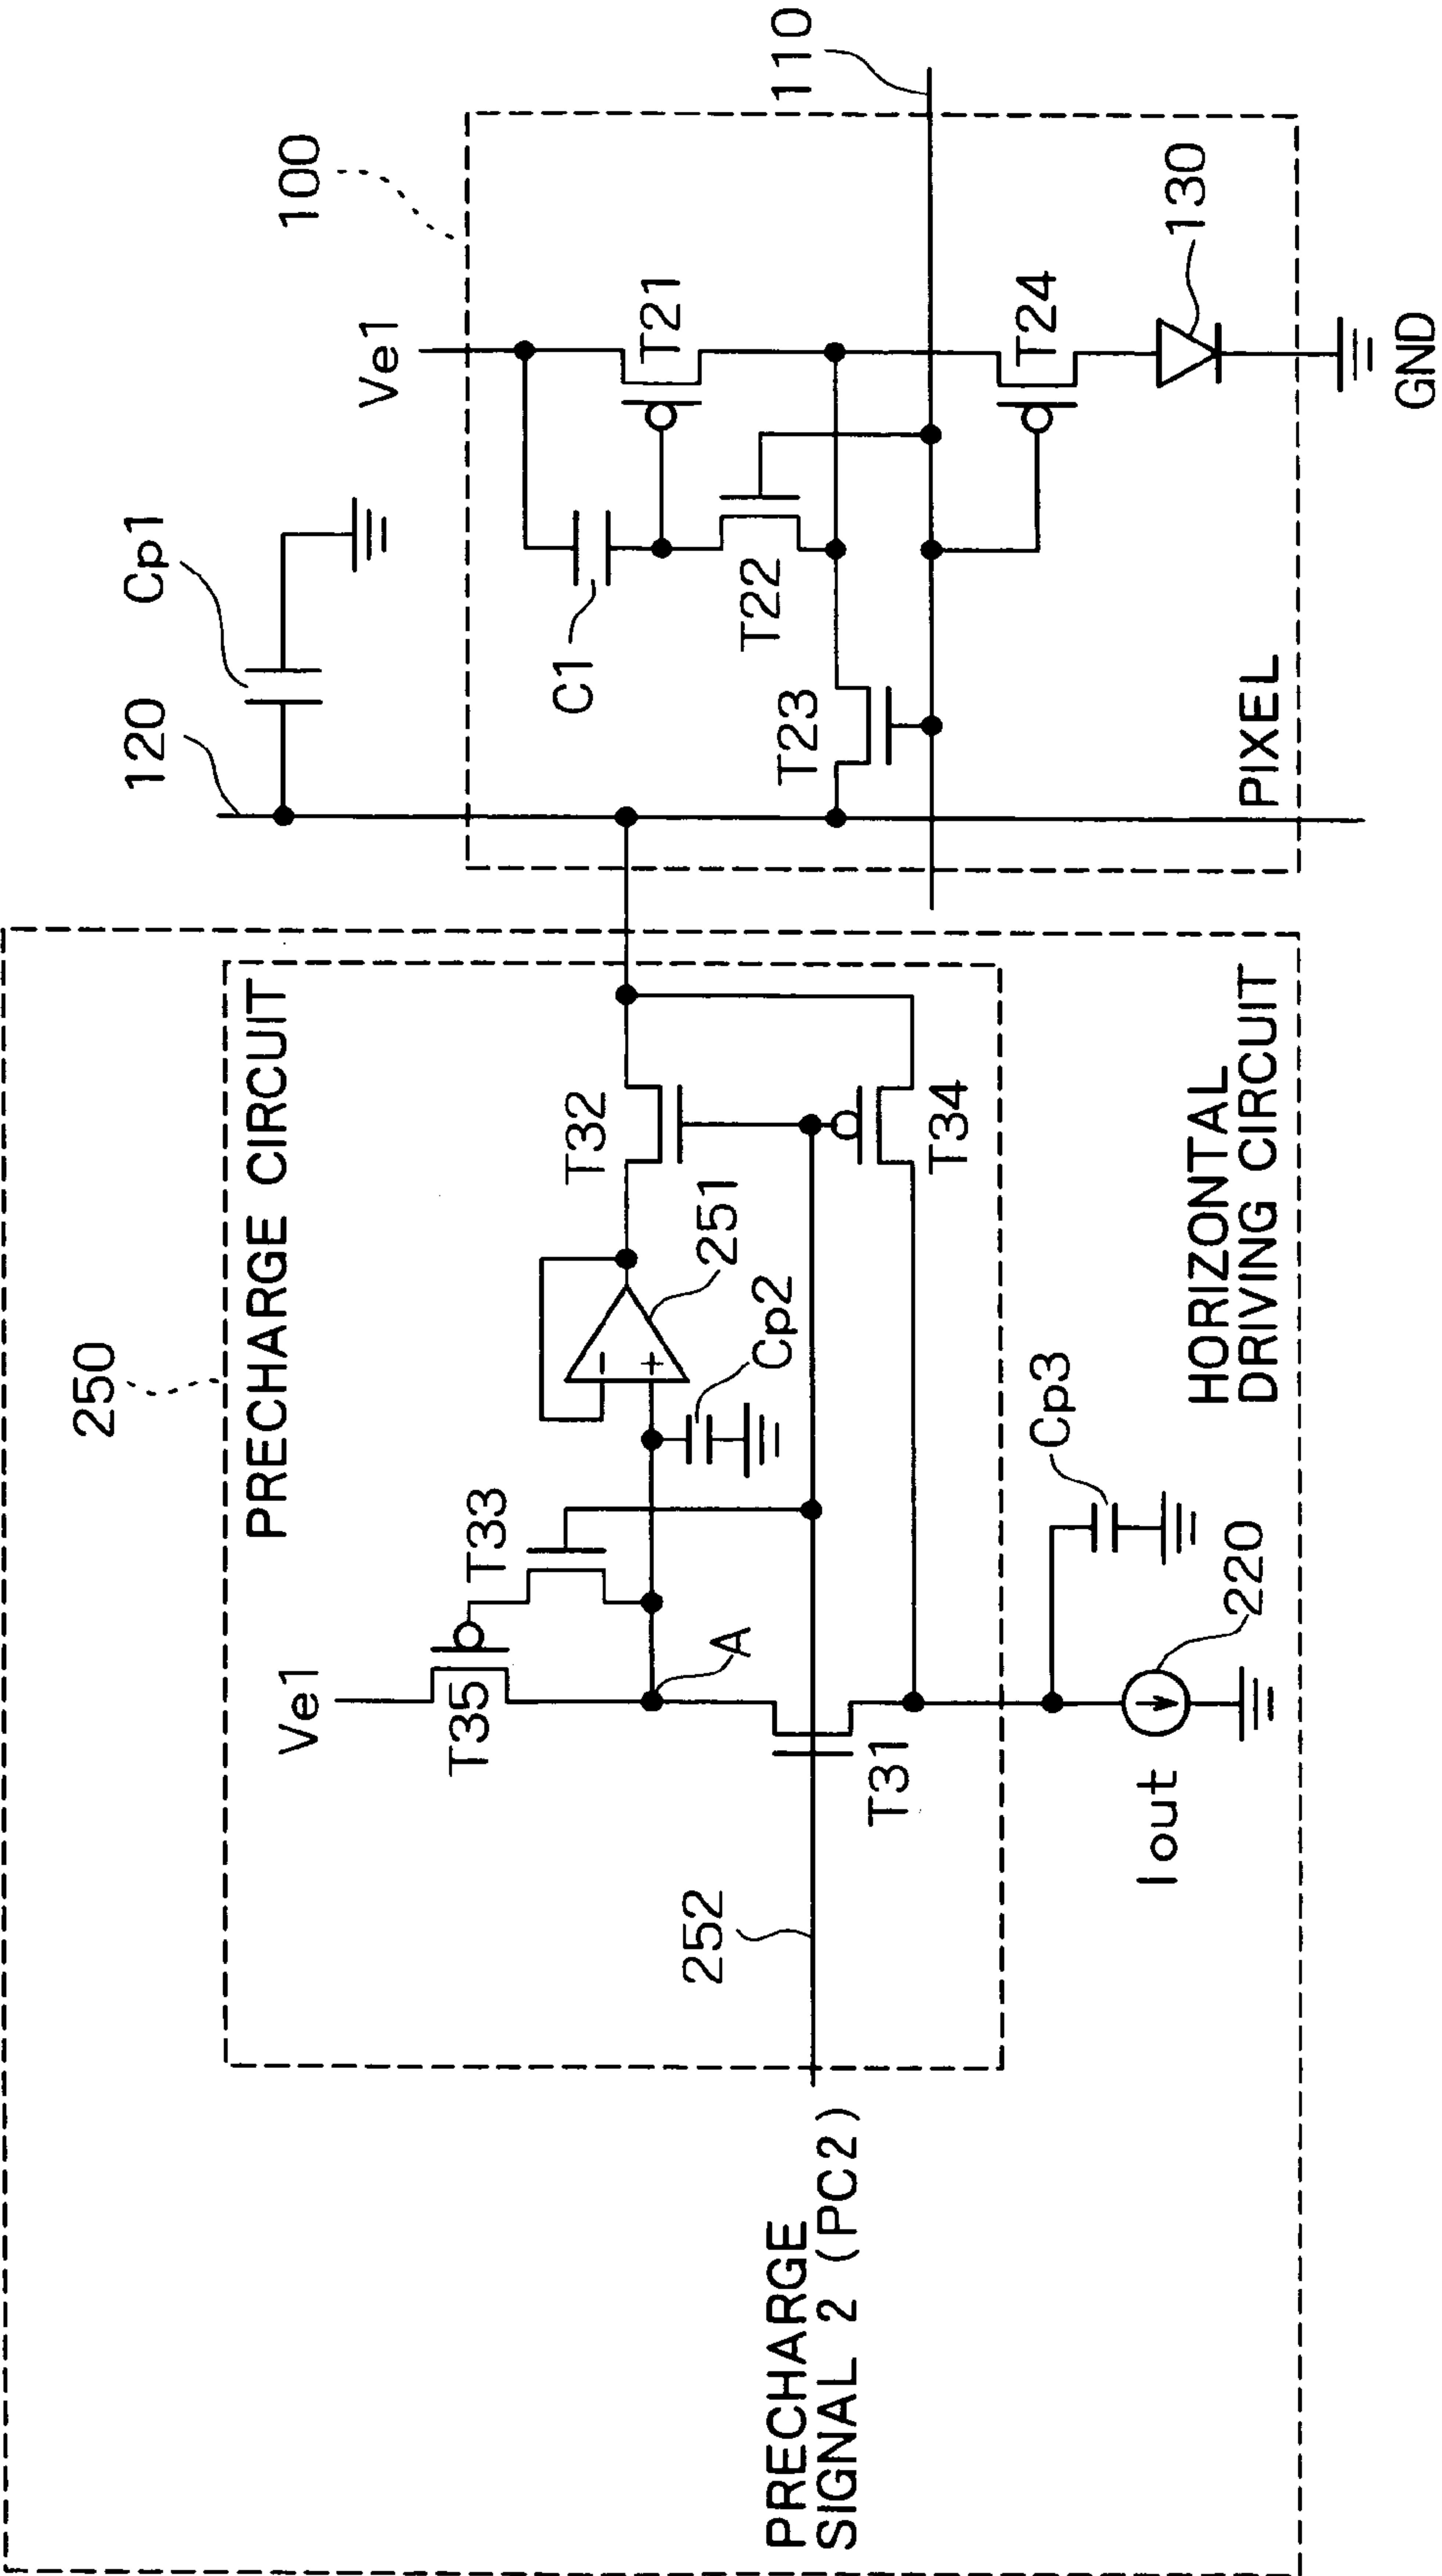 250
PRECHARGE CIRCUIT
Ve1
T35
T33
A
Cp2
251
T32
T31
T34
252
PRECHARGE
SIGNAL 2 (PC2)
Cp3
220
Iout
HORIZONTAL
DRIVING CIRCUIT
120
Cp1
100
Ve1
C1
T21
T22
T23
T24
110
130
PIXEL
GND
+
−